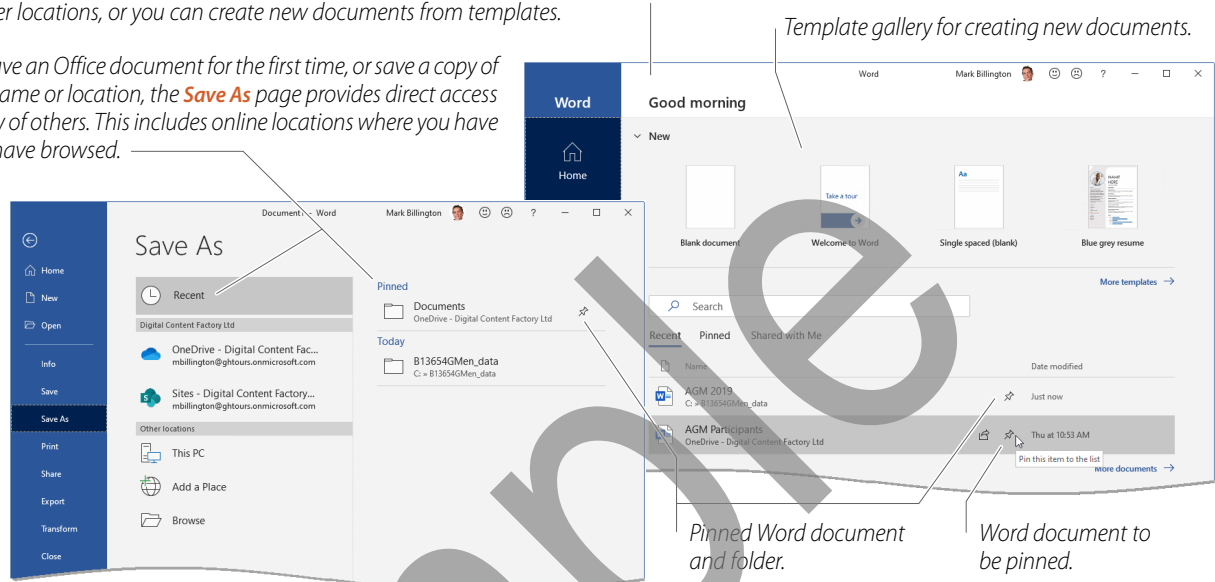 er locations, or you can create new documents from templates.
ve an Office document for the first time, or save a copy of
ame or location, the Save As page provides direct access
y of others. This includes online locations where you have
have browsed.
Template gallery for creating new documents.
Word
Mark Billington
?
Word
Good morning
New
Home
Aa
Take a tour
NAME
HERE
Blank document
Welcome to Word
Single spaced (blank)
Blue grey resume
More templates
Search
Recent
Pinned
Shared with Me
Name
Date modified
AGM 2019
C: » B13654GMen_data
Just now
AGM Participants
OneDrive - Digital Content Factory Ltd
Thu at 10:53 AM
Pin this item to the list
More documents
Document1 - Word
Mark Billington
?
Home
New
Open
Info
Save
Save As
Print
Share
Export
Transform
Close
Save As
Recent
Digital Content Factory Ltd
OneDrive - Digital Content Fac...
mbillington@ghtours.onmicrosoft.com
Sites - Digital Content Factory...
mbillington@ghtours.onmicrosoft.com
Other locations
This PC
Add a Place
Browse
Pinned
Documents
OneDrive - Digital Content Factory Ltd
Today
B13654GMen_data
C: » B13654GMen_data
Pinned Word document
and folder.
Word document to
be pinned.